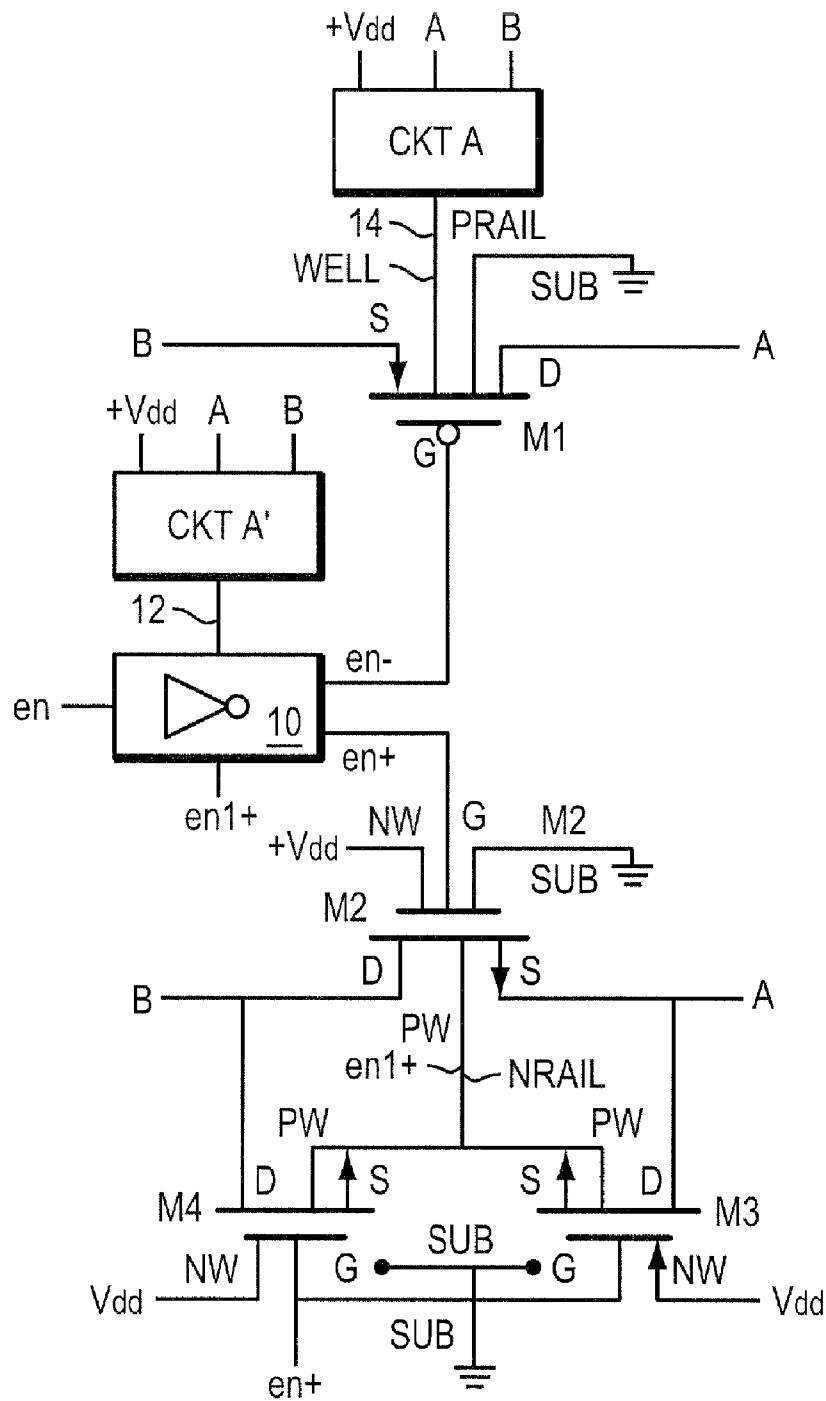 +Vdd A B
CKT A
14 PRAIL
WELL
SUB
S
B
A
D
+Vdd A B
M1
G
CKT A'
12
en-
en
10
en+
en1+
NW G M2
+Vdd
SUB
M2
D S
B A
PW
en1+ NRAIL
PW PW
D S S D
M4 M3
SUB
NW G G NW
Vdd Vdd
SUB
en+